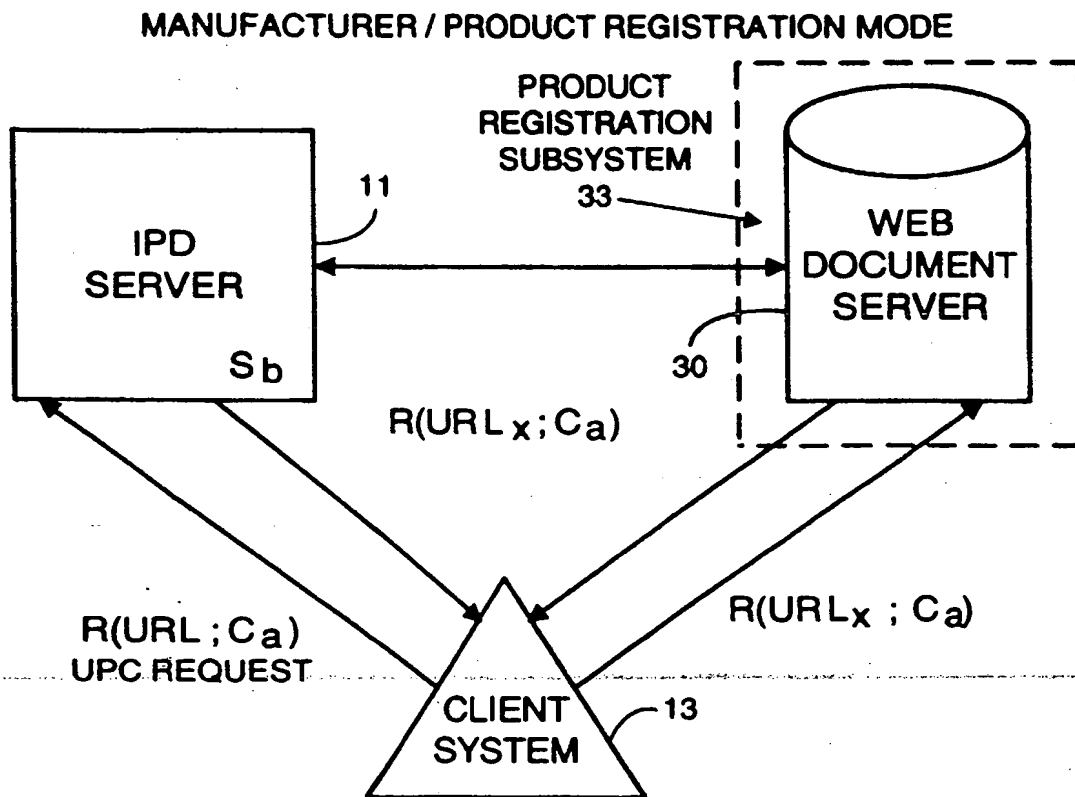 MANUFACTURER / PRODUCT REGISTRATION MODE
PRODUCT
REGISTRATION
SUBSYSTEM
33
11
IPD
SERVER
Sb
WEB
DOCUMENT
SERVER
30
R(URLx ; Ca)
R(URL ; Ca)
UPC REQUEST
R(URLx ; Ca)
CLIENT
SYSTEM
13